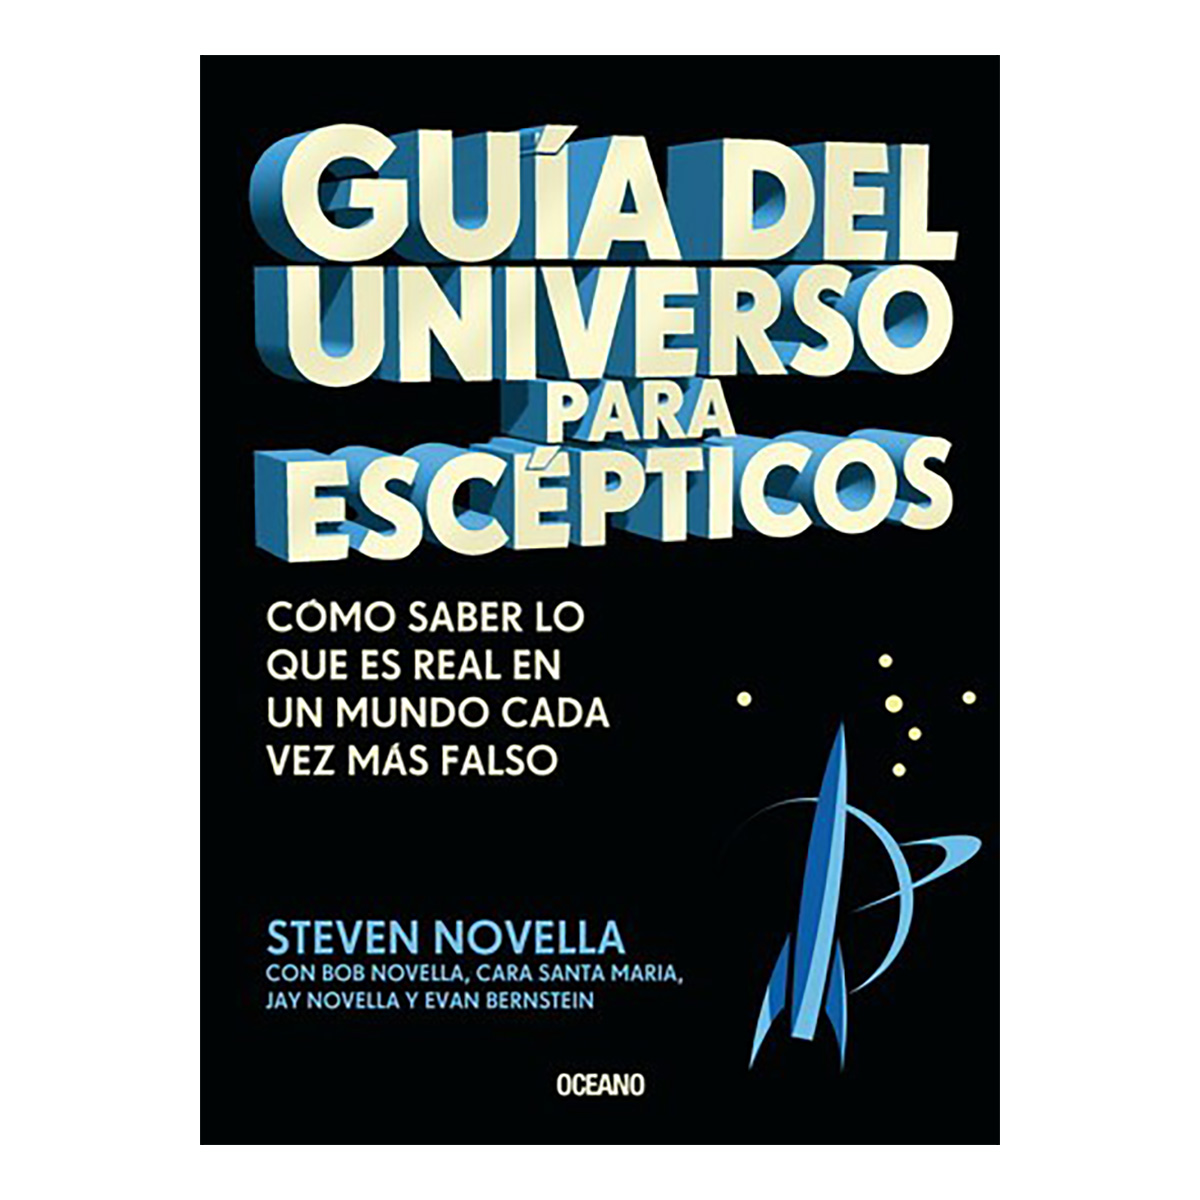 GUÍA DEL
UNIVERSO
PARA
ESCÉPTICOS
CÓMO SABER LO
QUE ES REAL EN
UN MUNDO CADA
VEZ MÁS FALSO
STEVEN NOVELLA
CON BOB NOVELLA, CARA SANTA MARIA,
JAY NOVELLA Y EVAN BERNSTEIN
OCEANO